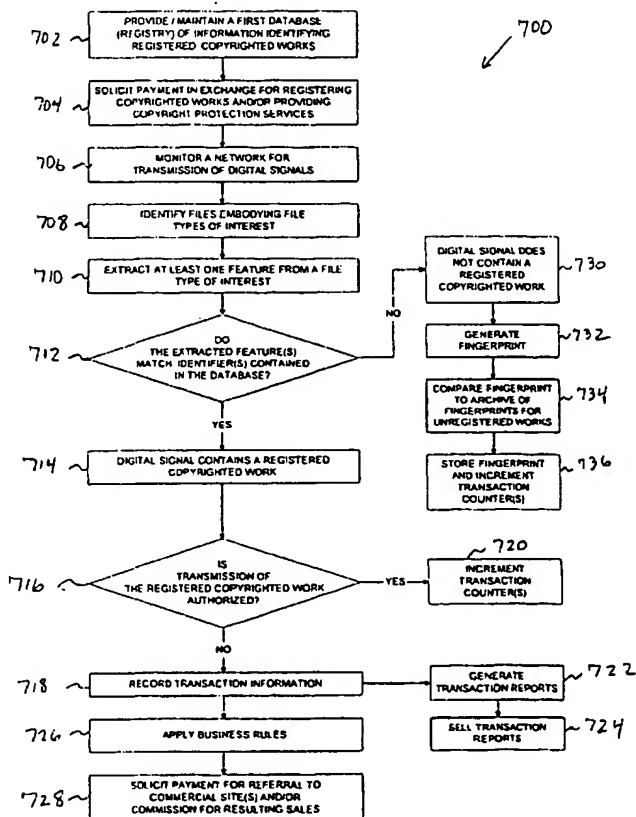 700
702
PROVIDE / MAINTAIN A FIRST DATABASE
(REGISTRY) OF INFORMATION IDENTIFYING
REGISTERED COPYRIGHTED WORKS
704
SOLICIT PAYMENT IN EXCHANGE FOR REGISTERING
COPYRIGHTED WORKS AND/OR PROVIDING
COPYRIGHT PROTECTION SERVICES
706
MONITOR A NETWORK FOR
TRANSMISSION OF DIGITAL SIGNALS
708
IDENTIFY FILES EMBODYING FILE
TYPES OF INTEREST
710
EXTRACT AT LEAST ONE FEATURE FROM A FILE
TYPE OF INTEREST
712
DO
THE EXTRACTED FEATURE(S)
MATCH IDENTIFIER(S) CONTAINED
IN THE DATABASE?
NO
DIGITAL SIGNAL DOES
NOT CONTAIN A
REGISTERED
COPYRIGHTED WORK
730
GENERATE
FINGERPRINT
732
COMPARE FINGERPRINT
TO ARCHIVE OF
FINGERPRINTS FOR
UNREGISTERED WORKS
734
STORE FINGERPRINT
AND INCREMENT
TRANSACTION
COUNTER(S)
736
YES
714
DIGITAL SIGNAL CONTAINS A REGISTERED
COPYRIGHTED WORK
716
IS
TRANSMISSION OF
THE REGISTERED COPYRIGHTED WORK
AUTHORIZED?
YES
720
INCREMENT
TRANSACTION
COUNTER(S)
NO
718
RECORD TRANSACTION INFORMATION
GENERATE
TRANSACTION REPORTS
722
SELL TRANSACTION
REPORTS
724
726
APPLY BUSINESS RULES
728
SOLICIT PAYMENT FOR REFERRAL TO
COMMERCIAL SITE(S) AND/OR
COMMISSION FOR RESULTING SALES